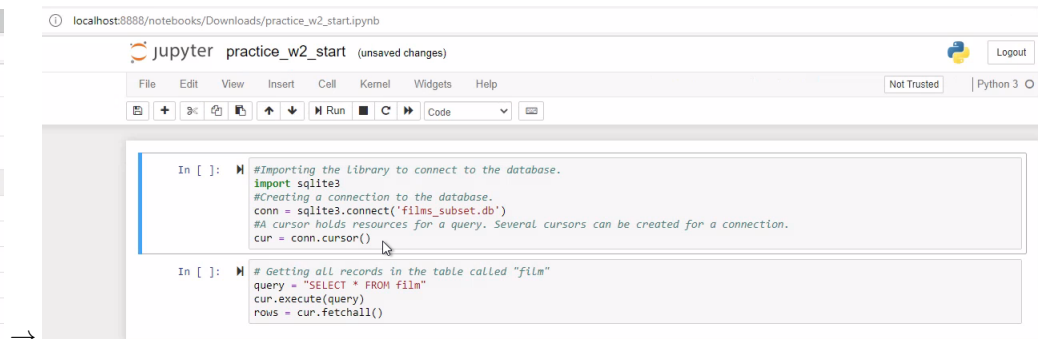 localhost:8888/notebooks/Downloads/practice_w2_start.ipynb
jupyter practice_w2_start (unsaved changes)
Logout
File Edit View Insert Cell Kernel Widgets Help
Not Trusted
Python 3
Run
Code
In [ ]:
#Importing the library to connect to the database.
import sqlite3
#Creating a connection to the database.
conn = sqlite3.connect('films_subset.db')
#A cursor holds resources for a query. Several cursors can be created for a connection.
cur = conn.cursor()
In [ ]:
# Getting all records in the table called "film"
query = "SELECT * FROM film"
cur.execute(query)
rows = cur.fetchall()